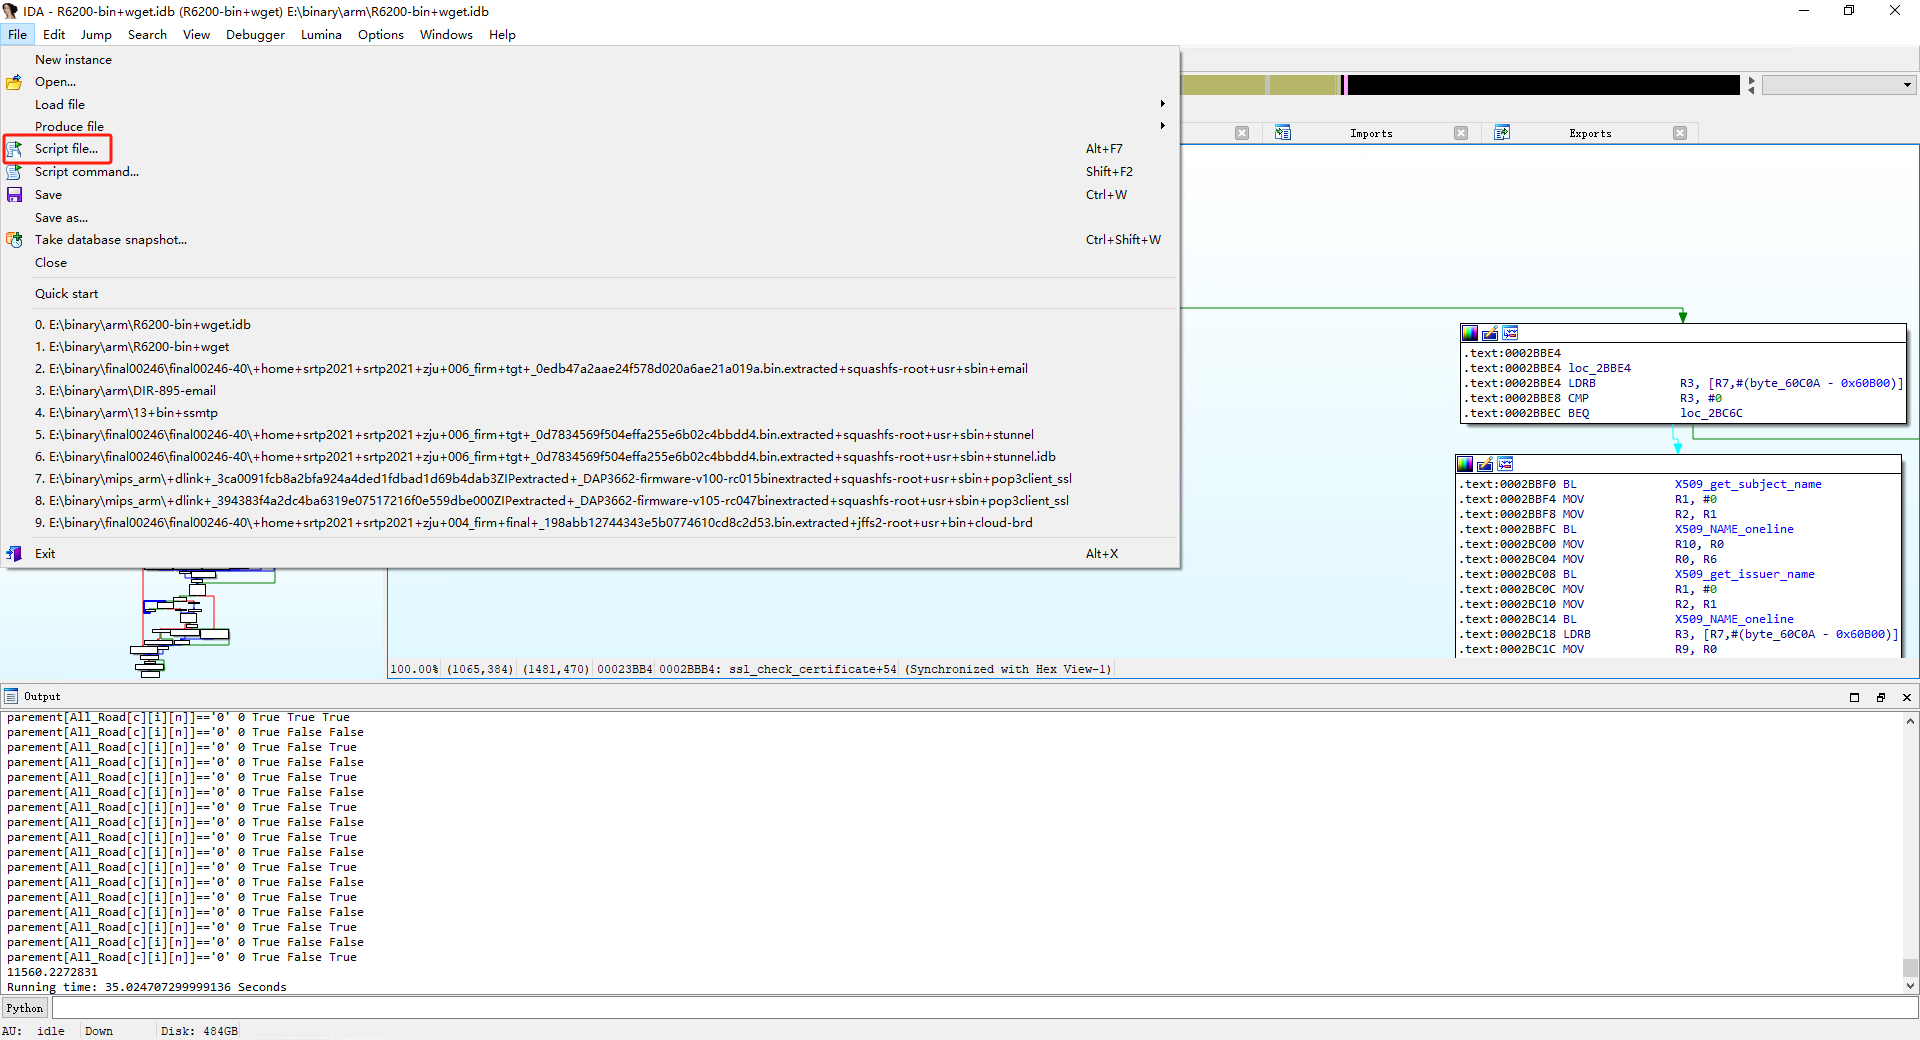 IDA - R6200-bin+wget.idb (R6200-bin+wget) E:\binary\arm\R6200-bin+wget.idb
File Edit Jump Search View Debugger Lumina Options Windows Help
New instance
Open...
Load file
Produce file
Script file... Alt+F7
Script command... Shift+F2
Save Ctrl+W
Save as...
Take database snapshot... Ctrl+Shift+W
Close
Quick start
0. E:\binary\arm\R6200-bin+wget.idb
1. E:\binary\arm\R6200-bin+wget
2. E:\binary\final00246\final00246-40\+home+srtp2021+srtp2021+zju+006_firm+tgt+_0edb47a2aae24f578d020a6ae21a019a.bin.extracted+squashfs-root+usr+sbin+email
3. E:\binary\arm\DIR-895-email
4. E:\binary\arm\13+bin+ssmtp
5. E:\binary\final00246\final00246-40\+home+srtp2021+srtp2021+zju+006_firm+tgt+_0d7834569f504effa255e6b02c4bbdd4.bin.extracted+squashfs-root+usr+sbin+stunnel
6. E:\binary\final00246\final00246-40\+home+srtp2021+srtp2021+zju+006_firm+tgt+_0d7834569f504effa255e6b02c4bbdd4.bin.extracted+squashfs-root+usr+sbin+stunnel.idb
7. E:\binary\mips_arm\+dlink+_3ca0091fcb8a2bfa924a4ded1fdbad1d69b4dab3ZIPextracted+_DAP3662-firmware-v100-rc015binextracted+squashfs-root+usr+sbin+pop3client_ssl
8. E:\binary\mips_arm\+dlink+_394383f4a2dc4ba6319e07517216f0e559dbe000ZIPextracted+_DAP3662-firmware-v105-rc047binextracted+squashfs-root+usr+sbin+pop3client_ssl
9. E:\binary\final00246\final00246-40\+home+srtp2021+srtp2021+zju+004_firm+final+_198abb12744343e5b0774610cd8c2d53.bin.extracted+jffs2-root+usr+bin+cloud-brd
Exit Alt+X
Imports Exports
.text:0002BBE4
.text:0002BBE4 loc_2BBE4
.text:0002BBE4 LDRB R3, [R7,#(byte_60C0A - 0x60B00)]
.text:0002BBE8 CMP R3, #0
.text:0002BBEC BEQ loc_2BC6C
.text:0002BBF0 BL X509_get_subject_name
.text:0002BBF4 MOV R1, #0
.text:0002BBF8 MOV R2, R1
.text:0002BBFC BL X509_NAME_oneline
.text:0002BC00 MOV R10, R0
.text:0002BC04 MOV R0, R6
.text:0002BC08 BL X509_get_issuer_name
.text:0002BC0C MOV R1, #0
.text:0002BC10 MOV R2, R1
.text:0002BC14 BL X509_NAME_oneline
.text:0002BC18 LDRB R3, [R7,#(byte_60C0A - 0x60B00)]
.text:0002BC1C MOV R9, R0
100.00% (1065,384) (1481,470) 00023BB4 0002BBB4: ssl_check_certificate+54 (Synchronized with Hex View-1)
Output
parement[All_Road[c][i][n]]=='0' 0 True True True
parement[All_Road[c][i][n]]=='0' 0 True False False
parement[All_Road[c][i][n]]=='0' 0 True False True
parement[All_Road[c][i][n]]=='0' 0 True False False
parement[All_Road[c][i][n]]=='0' 0 True False True
parement[All_Road[c][i][n]]=='0' 0 True False False
parement[All_Road[c][i][n]]=='0' 0 True False True
parement[All_Road[c][i][n]]=='0' 0 True False False
parement[All_Road[c][i][n]]=='0' 0 True False True
parement[All_Road[c][i][n]]=='0' 0 True False False
parement[All_Road[c][i][n]]=='0' 0 True False True
parement[All_Road[c][i][n]]=='0' 0 True False False
parement[All_Road[c][i][n]]=='0' 0 True False True
parement[All_Road[c][i][n]]=='0' 0 True False False
parement[All_Road[c][i][n]]=='0' 0 True False True
parement[All_Road[c][i][n]]=='0' 0 True False False
parement[All_Road[c][i][n]]=='0' 0 True False True
11560.2272831
Running time: 35.024707299999136 Seconds
Python
AU: idle Down Disk: 484GB